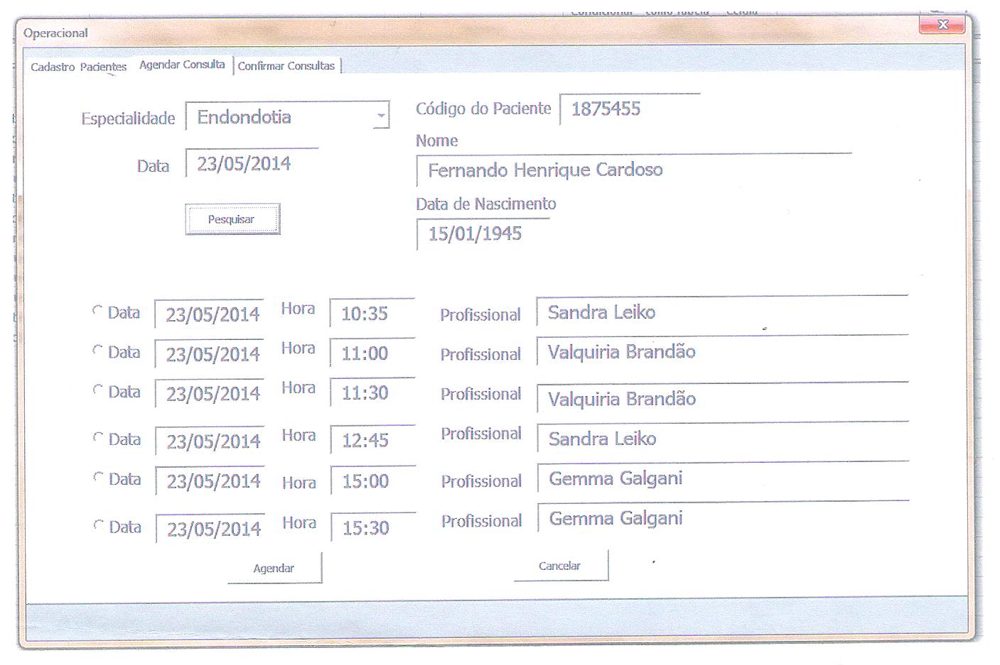 Condicional como Tabela Célula
Operacional
Cadastro Pacientes Agendar Consulta Confirmar Consultas
Especialidade Endondotia Código do Paciente 1875455
Nome
Data 23/05/2014 Fernando Henrique Cardoso
Data de Nascimento
Pesquisar 15/01/1945
Data 23/05/2014 Hora 10:35 Profissional Sandra Leiko
Data 23/05/2014 Hora 11:00 Profissional Valquiria Brandão
Data 23/05/2014 Hora 11:30 Profissional Valquiria Brandão
Data 23/05/2014 Hora 12:45 Profissional Sandra Leiko
Data 23/05/2014 Hora 15:00 Profissional Gemma Galgani
Data 23/05/2014 Hora 15:30 Profissional Gemma Galgani
Agendar Cancelar